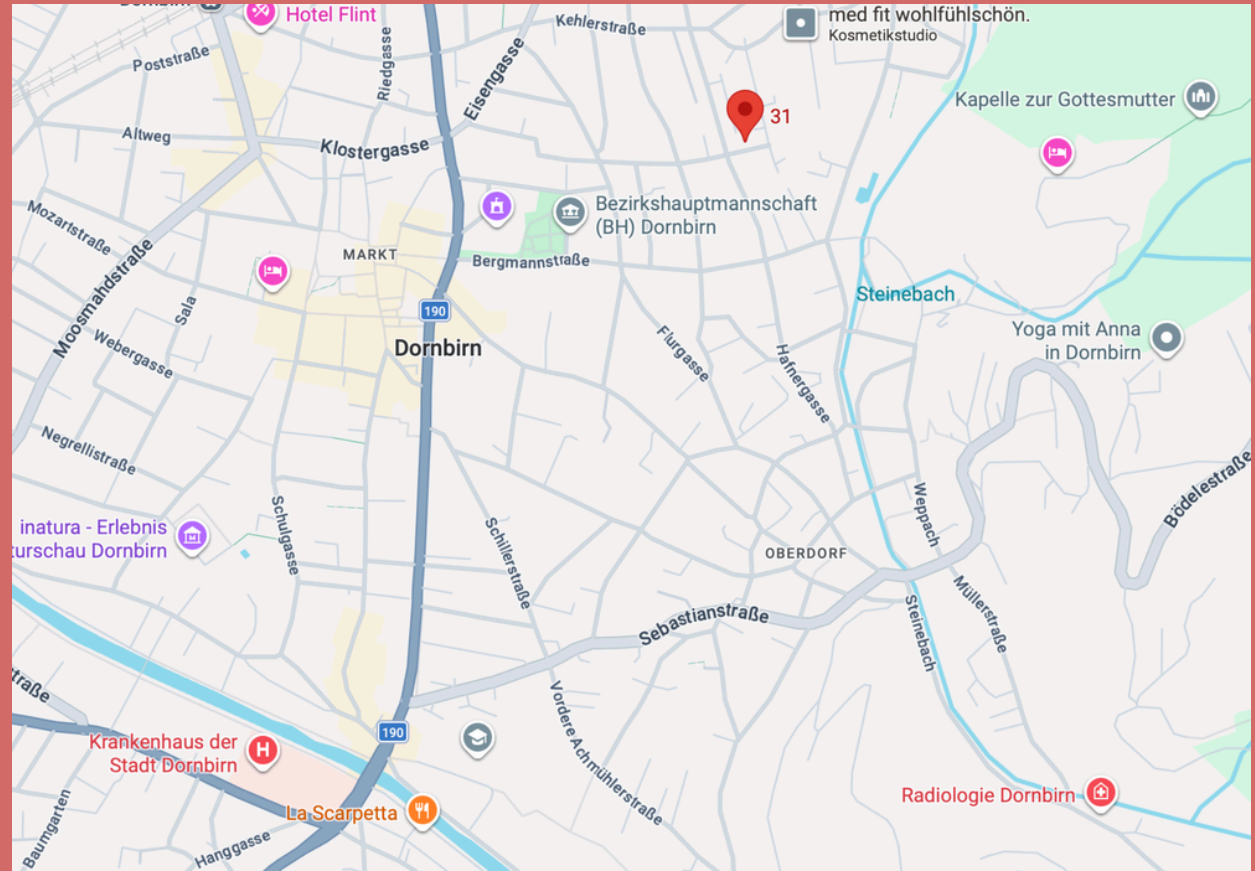 Dornbirn
Hotel Flint
Kehlerstraße
med fit wohlfühlschön.
Kosmetikstudio
Poststraße
Riedgasse
Eisengasse
Altweg
Klostergasse
31
Kapelle zur Gottesmutter
Mozartstraße
Bezirkshauptmannschaft
(BH) Dornbirn
MARKT
Bergmannstraße
Moosmahdstraße
Sala
190
Steinebach
Webergasse
Dornbirn
Flurgasse
Hafnergasse
Yoga mit Anna
in Dornbirn
Negrellistraße
Bödelestraße
Schulgasse
Weppach
inatura - Erlebnis
turschau Dornbirn
Schillerstraße
OBERDORF
Sebastianstraße
Steinebach
Müllerstraße
straße
190
Vordere Achmühlerstraße
Krankenhaus der
Stadt Dornbirn
H
La Scarpetta
Radiologie Dornbirn
Baumgarten
Hanggasse